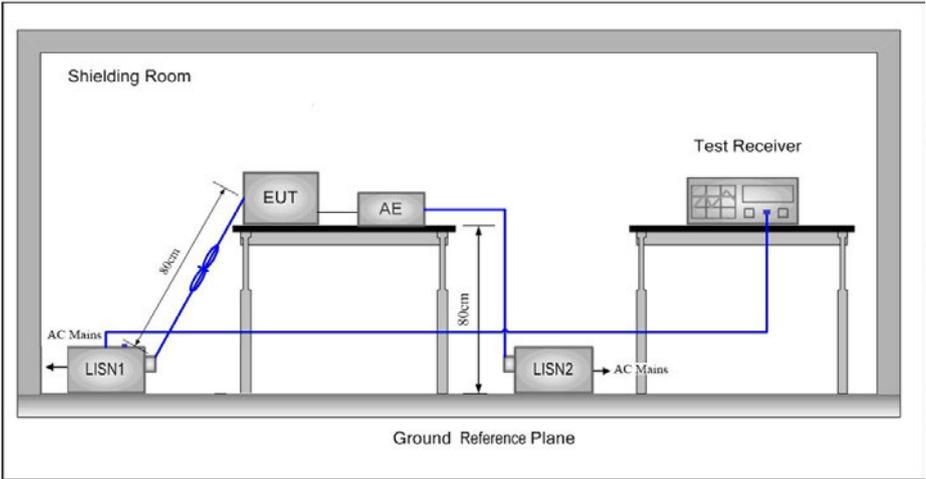 Shielding Room
Test Receiver
EUT
AE
80cm
80cm
AC Mains
LISN1
LISN2
AC Mains
Ground Reference Plane